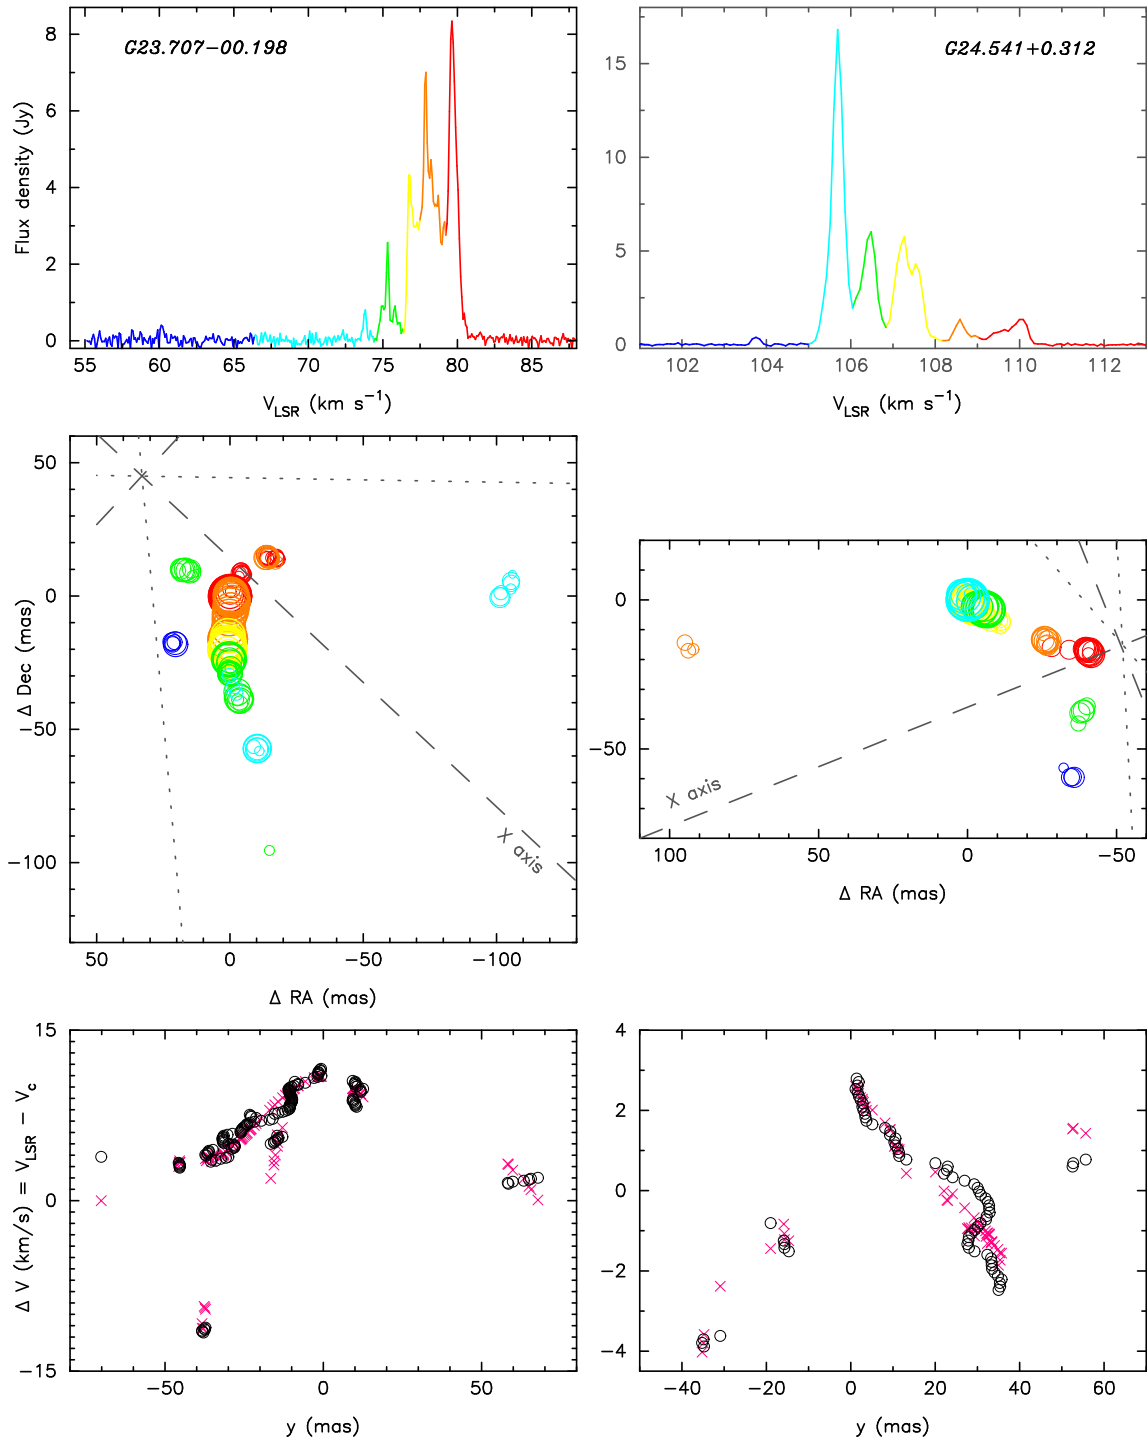 G23.707−00.198
G24.541+0.312
Flux density (Jy)
8
6
4
2
0
15
10
5
0
55 60 65 70 75 80 85
102 104 106 108 110 112
V_LSR (km s⁻¹)
V_LSR (km s⁻¹)
Δ Dec (mas)
50
0
−50
−100
X axis
50 0 −50 −100
Δ RA (mas)
0
−50
X axis
100 50 0 −50
Δ RA (mas)
Δ V (km/s) = V_LSR − V_c
15
0
−15
−50 0 50
y (mas)
4
2
0
−2
−4
−40 −20 0 20 40 60
y (mas)